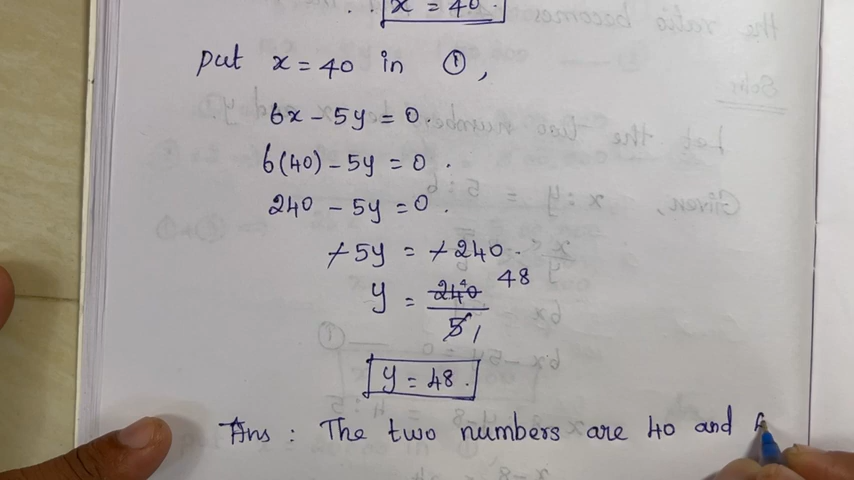 ∴ x = 40.
put x = 40 in ①,
6x - 5y = 0.
6(40) - 5y = 0.
240 - 5y = 0.
-5y = -240.
y = 240/5 48 1
y = 48.
Ans : The two numbers are 40 and